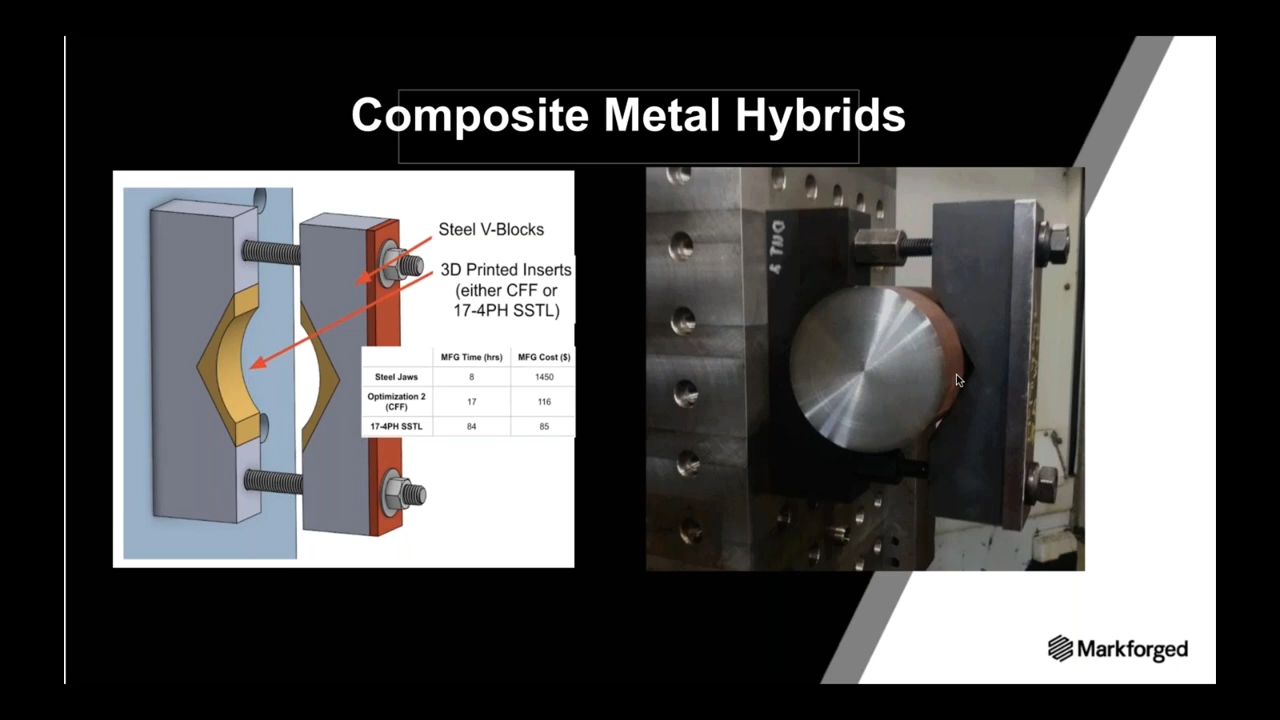 Composite Metal Hybrids
Steel V-Blocks
3D Printed Inserts
(either CFF or
17-4PH SSTL)
MFG Time (hrs) MFG Cost ($)
Steel Jaws 8 1450
Optimization 2
(CFF) 17 116
17-4PH SSTL 84 85
OUT Y
Markforged